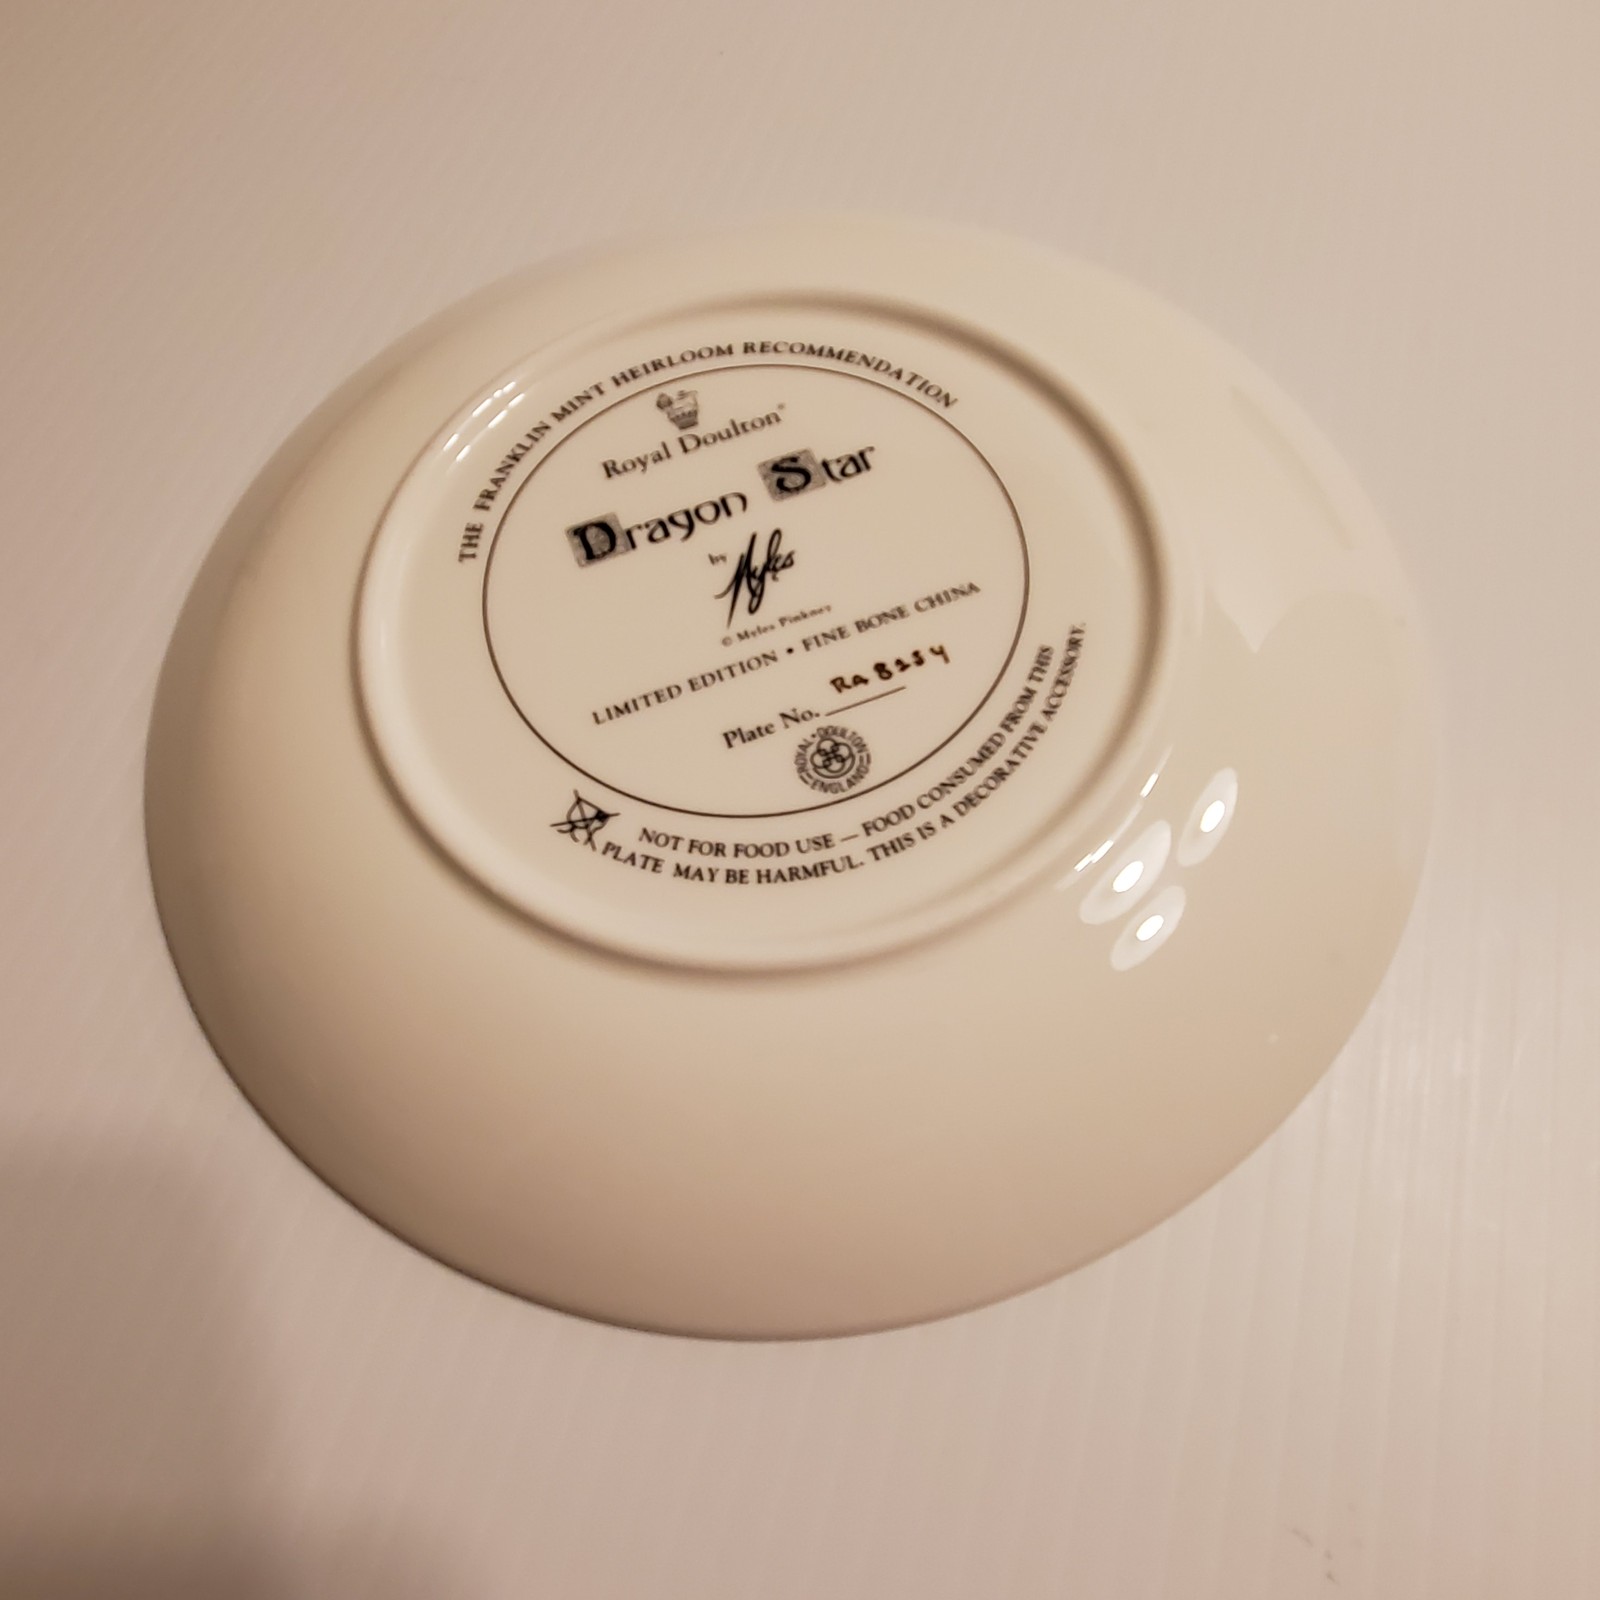 THE FRANKLIN MINT HEIRLOOM RECOMMENDATION
Royal Doulton®
Dragon Star
by Myles
© Myles Pinkney
LIMITED EDITION • FINE BONE CHINA
Plate No. RA8254
ROYAL • DOULTON
ENGLAND
NOT FOR FOOD USE — FOOD CONSUMED FROM THIS
PLATE MAY BE HARMFUL. THIS IS A DECORATIVE ACCESSORY.